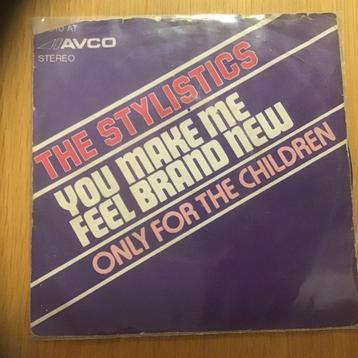 AVCO
STEREO
THE STYLISTICS
YOU MAKE ME
FEEL BRAND NEW
ONLY FOR THE CHILDREN